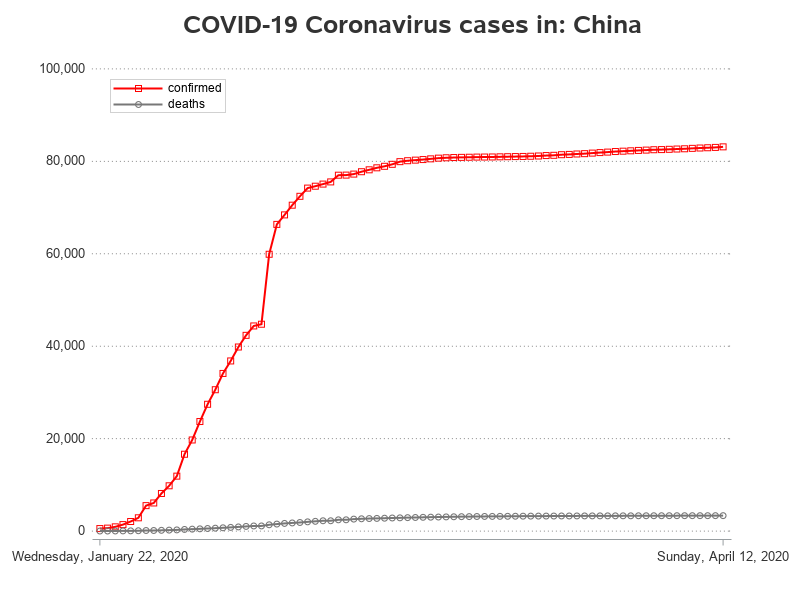 COVID-19 Coronavirus cases in: China
100,000
confirmed
deaths
80,000
60,000
40,000
20,000
0
Wednesday, January 22, 2020
Sunday, April 12, 2020